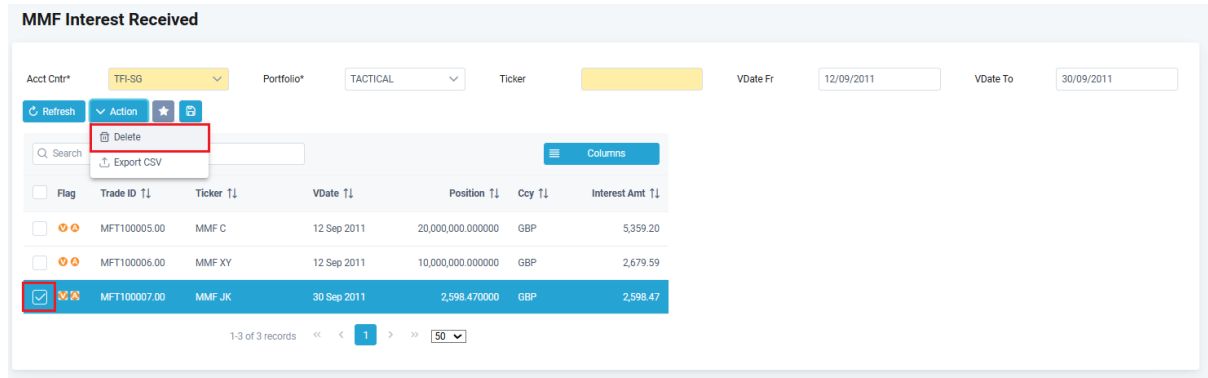 MMF Interest Received
Acct Cntr* TFI-SG Portfolio* TACTICAL Ticker VDate Fr 12/09/2011 VDate To 30/09/2011
Refresh Action
Delete
Search Columns
Export CSV
Flag Trade ID Ticker VDate Position Ccy Interest Amt
V A MFT100005.00 MMF C 12 Sep 2011 20,000,000.000000 GBP 5,359.20
V A MFT100006.00 MMF XY 12 Sep 2011 10,000,000.000000 GBP 2,679.59
V A MFT100007.00 MMF JK 30 Sep 2011 2,598.470000 GBP 2,598.47
1-3 of 3 records << < 1 > >> 50